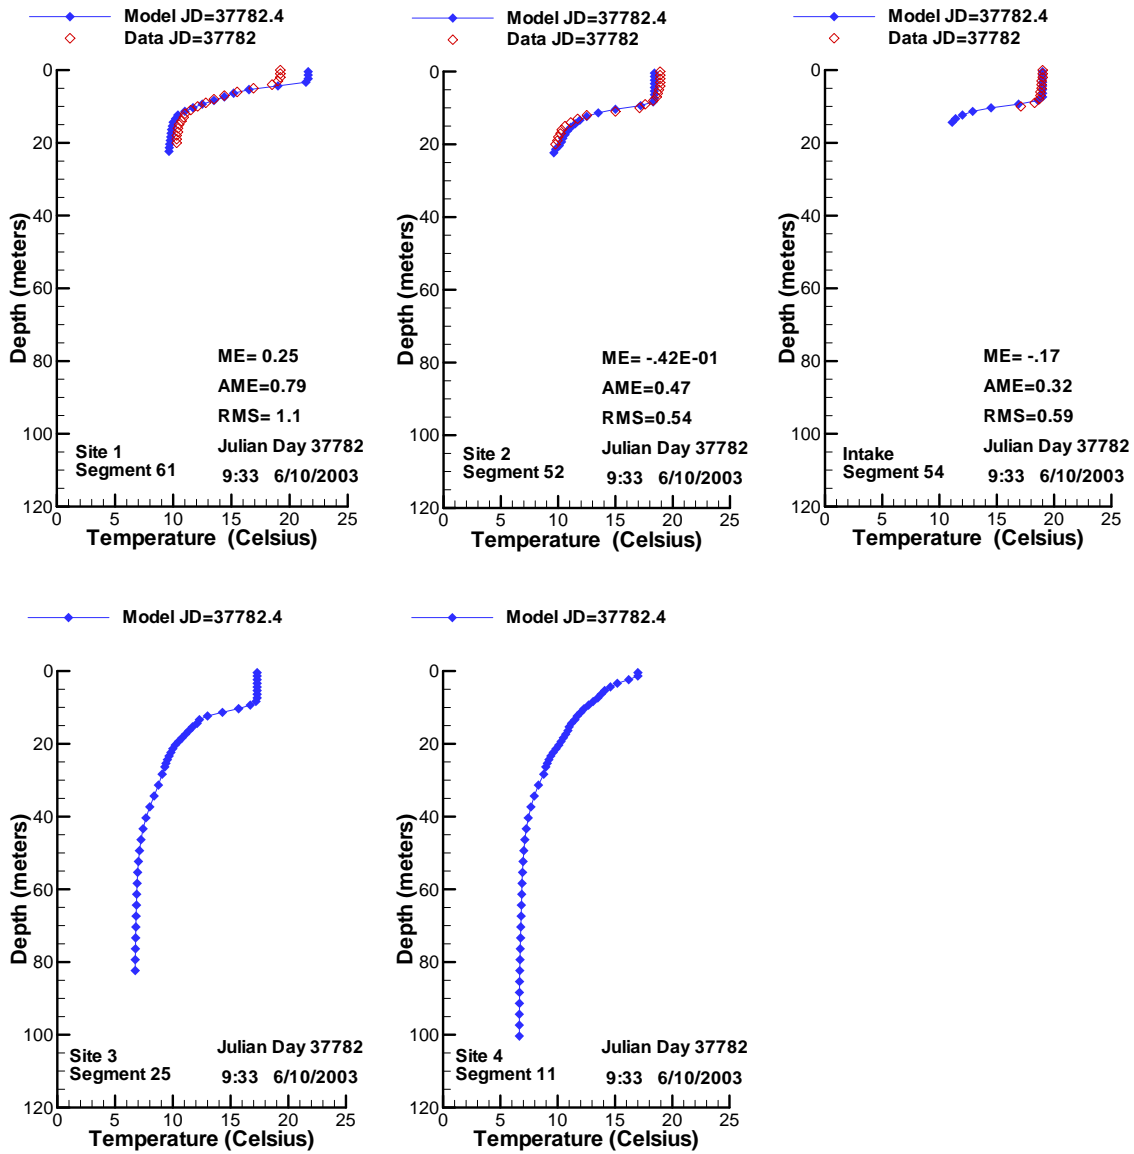 Model JD=37782.4
Data JD=37782
0
20
40
60
80
100
120
Depth (meters)
ME= 0.25
AME=0.79
RMS= 1.1
Site 1
Segment 61
Julian Day 37782
9:33 6/10/2003
0 5 10 15 20 25
Temperature (Celsius)
Model JD=37782.4
Data JD=37782
0
20
40
60
80
100
120
Depth (meters)
ME= -.42E-01
AME=0.47
RMS=0.54
Site 2
Segment 52
Julian Day 37782
9:33 6/10/2003
0 5 10 15 20 25
Temperature (Celsius)
Model JD=37782.4
Data JD=37782
0
20
40
60
80
100
120
Depth (meters)
ME= -.17
AME=0.32
RMS=0.59
Intake
Segment 54
Julian Day 37782
9:33 6/10/2003
0 5 10 15 20 25
Temperature (Celsius)
Model JD=37782.4
0
20
40
60
80
100
120
Depth (meters)
Site 3
Segment 25
Julian Day 37782
9:33 6/10/2003
0 5 10 15 20 25
Temperature (Celsius)
Model JD=37782.4
0
20
40
60
80
100
120
Depth (meters)
Site 4
Segment 11
Julian Day 37782
9:33 6/10/2003
0 5 10 15 20 25
Temperature (Celsius)